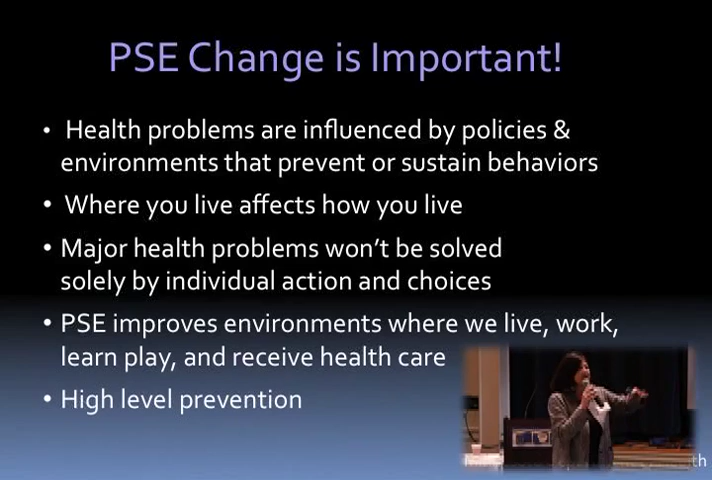 PSE Change is Important!
• Health problems are influenced by policies &
environments that prevent or sustain behaviors
• Where you live affects how you live
• Major health problems won't be solved
solely by individual action and choices
• PSE improves environments where we live, work,
learn play, and receive health care
• High level prevention